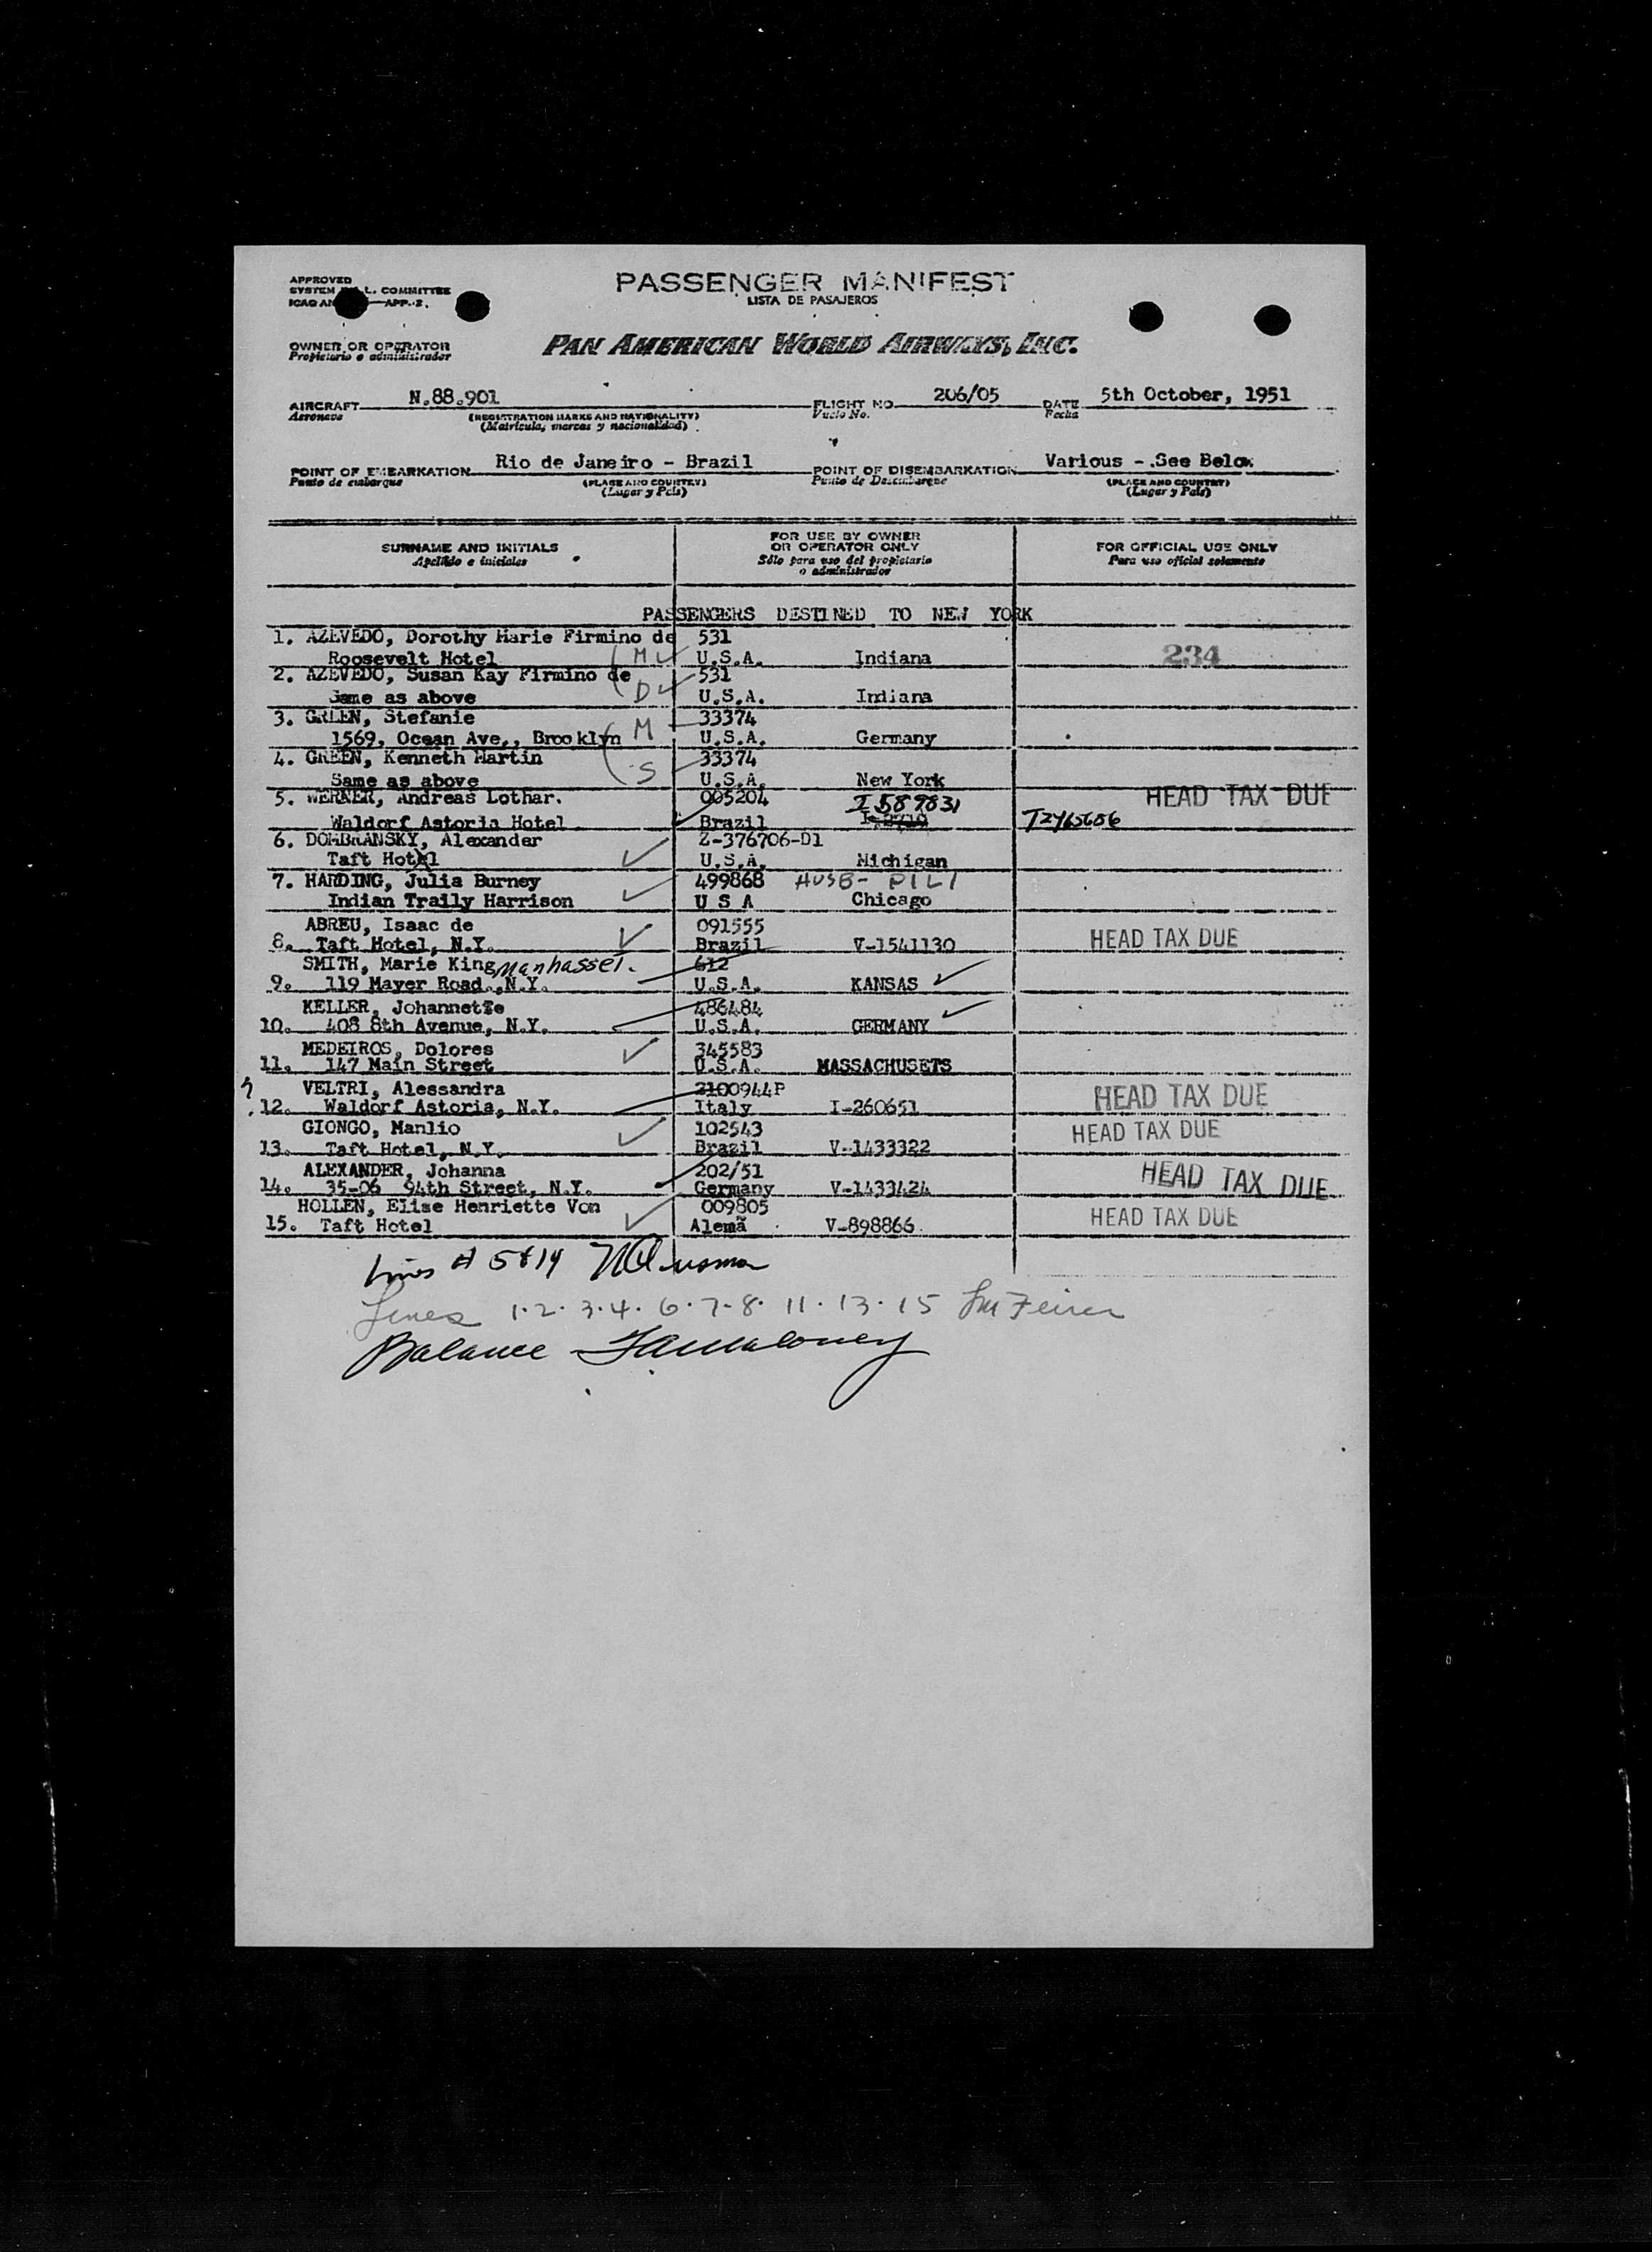 APPROVED
SYSTEM L. COMMITTEE
ICAO AN APP. 2.
PASSENGER MANIFEST
LISTA DE PASAJEROS
OWNER OR OPERATOR
Propietario o administrador
PAN AMERICAN WORLD AIRWAYS, INC.
AIRCRAFT N.88.901 FLIGHT NO 206/05 DATE 5th October, 1951
Aeronave (REGISTRATION MARKS AND NATIONALITY) Vuelo No. Fecha
(Matrícula, marcas y nacionalidad)
POINT OF EMBARKATION Rio de Janeiro - Brazil POINT OF DISEMBARKATION Various - See Below
Punto de embarque (PLACE AND COUNTRY) Punto de Desembarque (PLACE AND COUNTRY)
(Lugar y País) (Lugar y País)
SURNAME AND INITIALS FOR USE BY OWNER OR OPERATOR ONLY FOR OFFICIAL USE ONLY
Apellido e iniciales Sólo para uso del propietario o administrador Para uso oficial solamente
PASSENGERS DESTINED TO NEW YORK
1. AZEVEDO, Dorothy Marie Firmino de 531
Roosevelt Hotel M U.S.A. Indiana 234
2. AZEVEDO, Susan Kay Firmino de 531
Same as above D U.S.A. Indiana
3. GREEN, Stefanie 33374
1569, Ocean Ave,, Brooklyn M U.S.A. Germany
4. GREEN, Kenneth Martin 33374
Same as above S U.S.A. New York
5. WERNER, Andreas Lothar. 005204 I 589831 HEAD TAX DUE
Waldorf Astoria Hotel Brazil
6. DOMBRANSKY, Alexander Z-376706-D1
Taft Hotel U.S.A. Michigan
7. HARDING, Julia Burney 499868 HUSB-
Indian Traily Harrison U S A Chicago
ABREU, Isaac de 091555
8. Taft Hotel, N.Y. Brazil V-1541130 HEAD TAX DUE
SMITH, Marie King Manhasset. 612
9. 119 Mayer Road.,N.Y. U.S.A. KANSAS
KELLER, Johannette 486484
10. 408 8th Avenue, N.Y. U.S.A. GERMANY
MEDEIROS, Dolores 345583
11. 147 Main Street U.S.A. MASSACHUSETS
VELTRI, Alessandra 2100944P
12. Waldorf Astoria, N.Y. Italy I-260651 HEAD TAX DUE
GIONGO, Manlio 102543
13. Taft Hotel, N.Y. Brazil V-1433322 HEAD TAX DUE
ALEXANDER, Johanna 202/51
14. 35-06 94th Street, N.Y. Germany V-1433424 HEAD TAX DUE
HOLLEN, Elise Henriette Von 009805
15. Taft Hotel Alemã V-898866. HEAD TAX DUE
Lines # 5 & 14
Lines 1·2·3·4·6·7·8·11·13·15
Balance